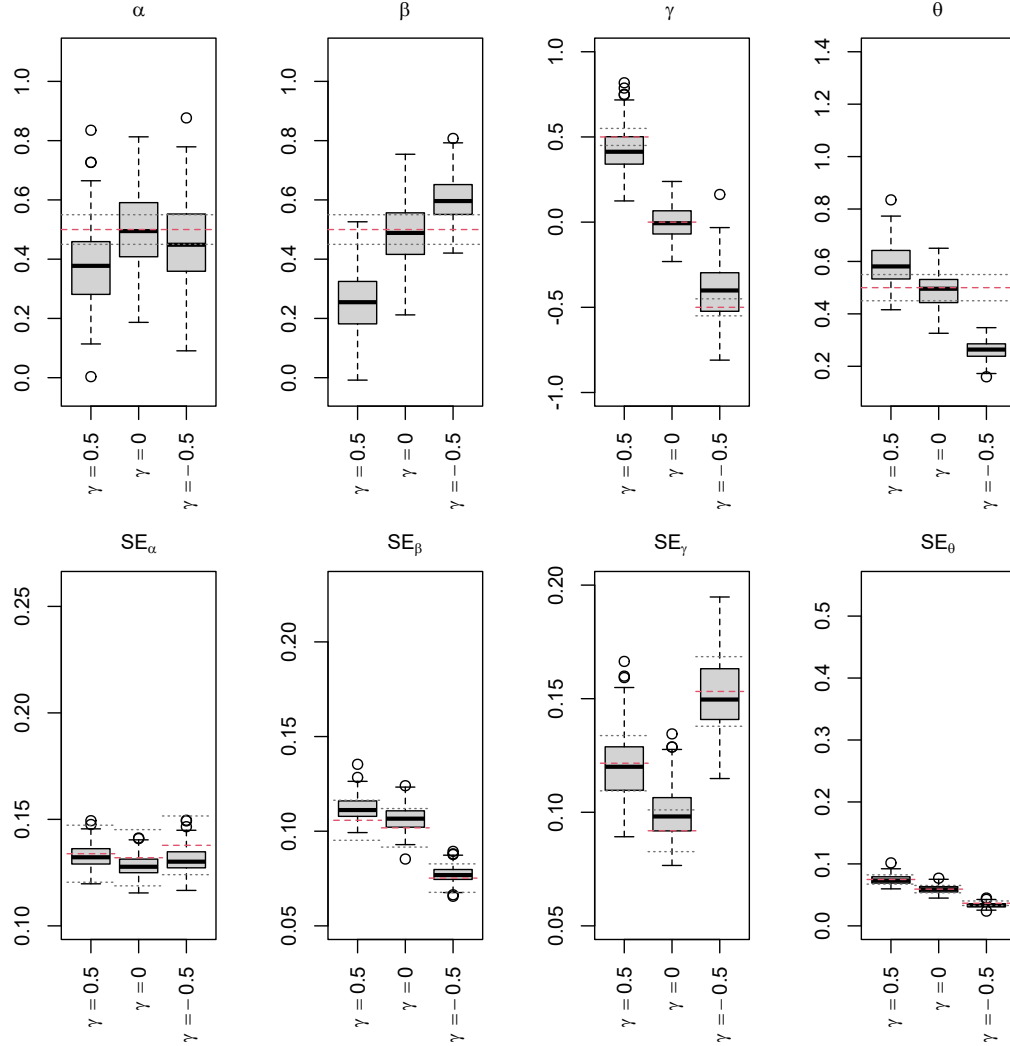 α β γ θ
1.0 1.0 1.0 1.4
0.8 0.8 0.5 1.2
0.6 0.6 0.0 1.0
0.4 0.4 -0.5 0.8
0.2 0.2 -1.0 0.6
0.0 0.0 0.4
0.2
γ = 0.5 γ = 0 γ = − 0.5 γ = 0.5 γ = 0 γ = − 0.5 γ = 0.5 γ = 0 γ = − 0.5 γ = 0.5 γ = 0 γ = − 0.5
SEα SEβ SEγ SEθ
0.25 0.20 0.20 0.5
0.20 0.15 0.15 0.4
0.15 0.10 0.10 0.3
0.10 0.05 0.05 0.2
0.1
0.0
γ = 0.5 γ = 0 γ = − 0.5 γ = 0.5 γ = 0 γ = − 0.5 γ = 0.5 γ = 0 γ = − 0.5 γ = 0.5 γ = 0 γ = − 0.5